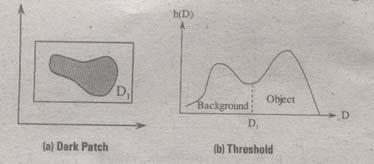 D1
(a) Dark Patch
h(D)
Background
Object
D
D1
(b) Threshold